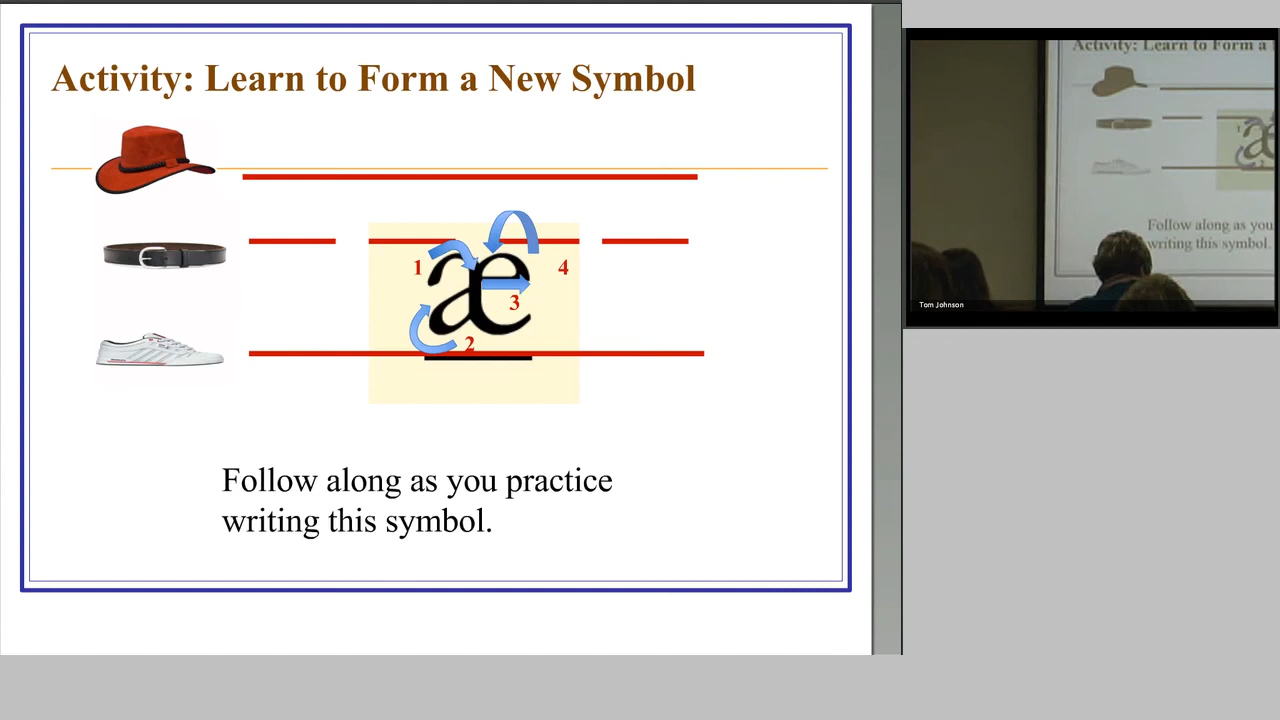 Activity: Learn to Form a New Symbol
1
4
æ
3
2
Follow along as you practice
writing this symbol.
Activity: Learn to Form a
1
æ
Follow along as you
writing this symbol.
Tom Johnson